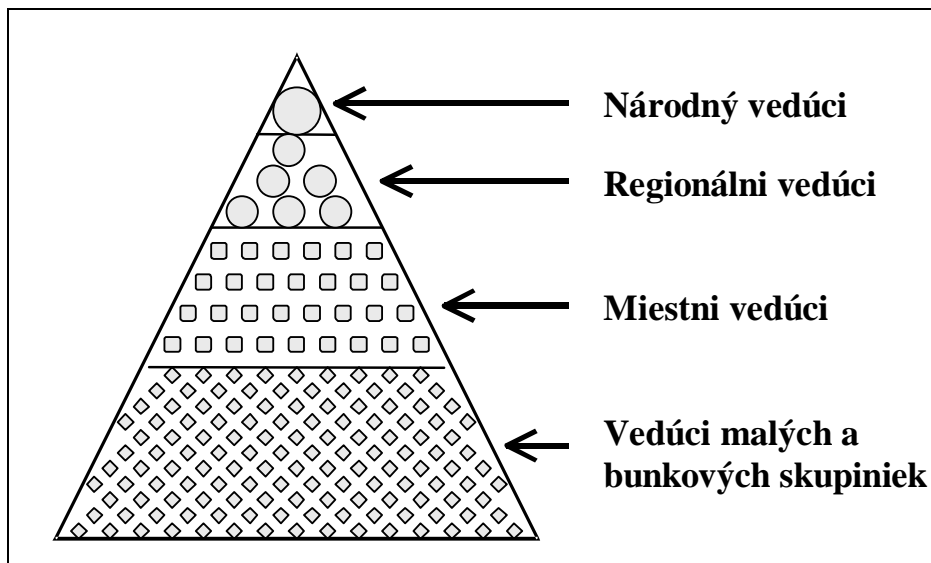 Národný vedúci
Regionálni vedúci
Miestni vedúci
Vedúci malých a
bunkových skupiniek